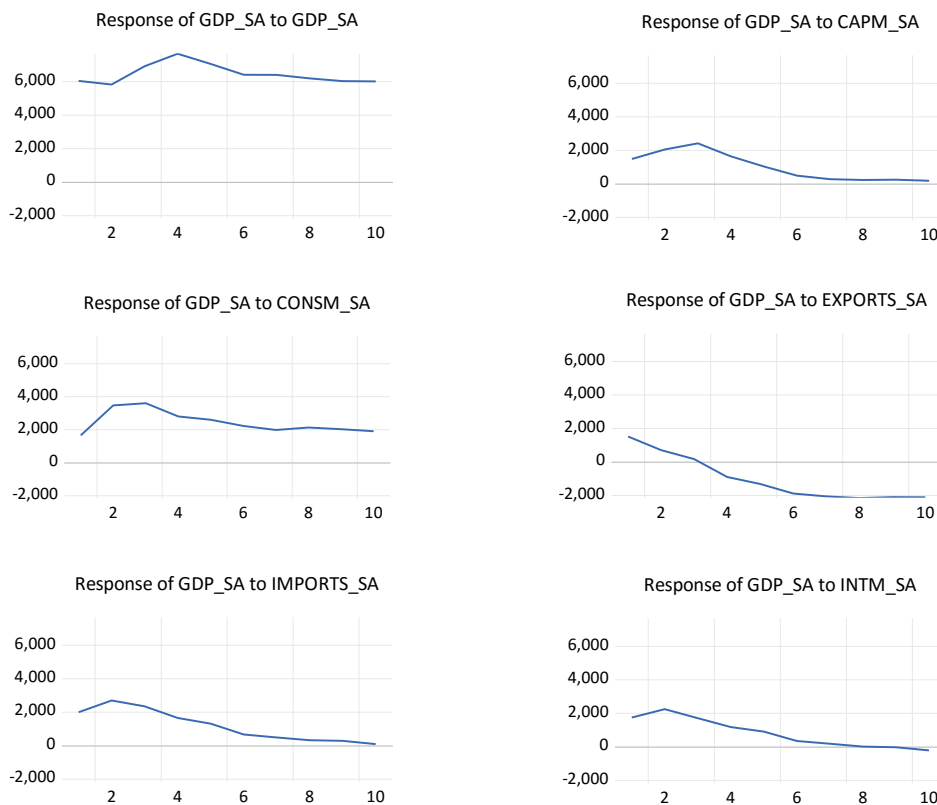 Response of GDP_SA to GDP_SA
6,000
4,000
2,000
0
-2,000
2 4 6 8 10
Response of GDP_SA to CAPM_SA
6,000
4,000
2,000
0
-2,000
2 4 6 8 10
Response of GDP_SA to CONSM_SA
6,000
4,000
2,000
0
-2,000
2 4 6 8 10
Response of GDP_SA to EXPORTS_SA
6,000
4,000
2,000
0
-2,000
2 4 6 8 10
Response of GDP_SA to IMPORTS_SA
6,000
4,000
2,000
0
-2,000
2 4 6 8 10
Response of GDP_SA to INTM_SA
6,000
4,000
2,000
0
-2,000
2 4 6 8 10